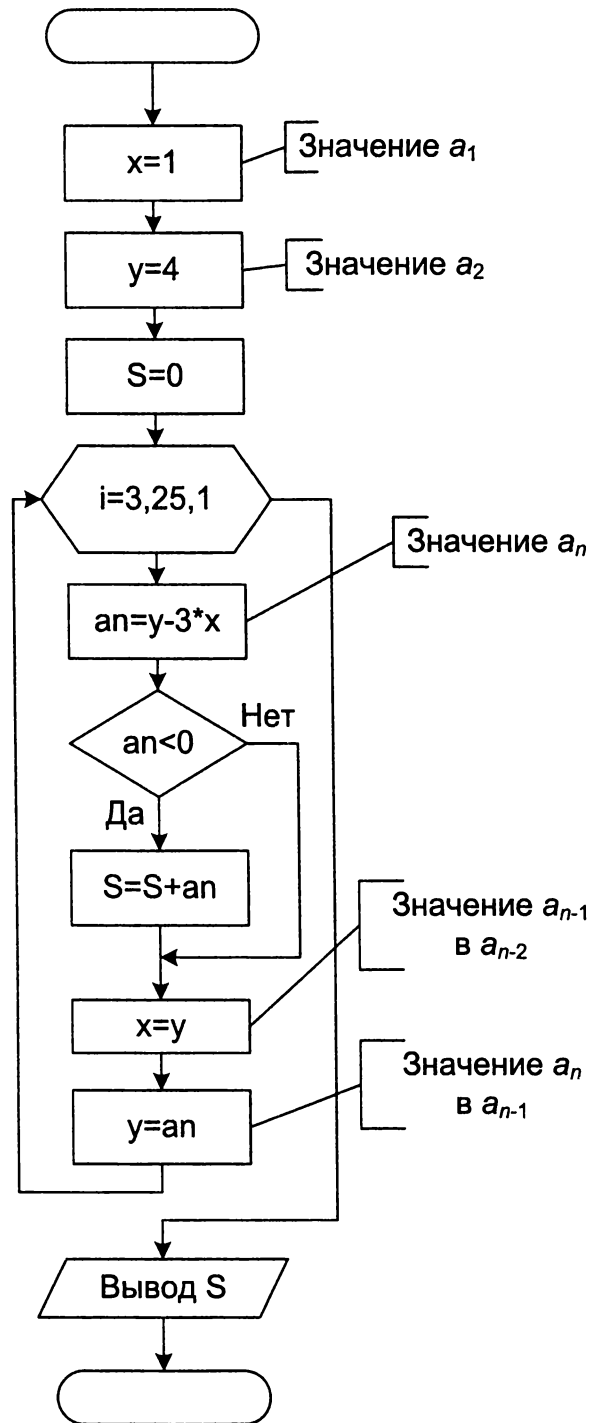 x=1
Значение a₁
y=4
Значение a₂
S=0
i=3,25,1
Значение aₙ
an=y-3*x
an<0
Нет
Да
S=S+an
Значение aₙ₋₁
в aₙ₋₂
x=y
Значение aₙ
в aₙ₋₁
y=an
Вывод S